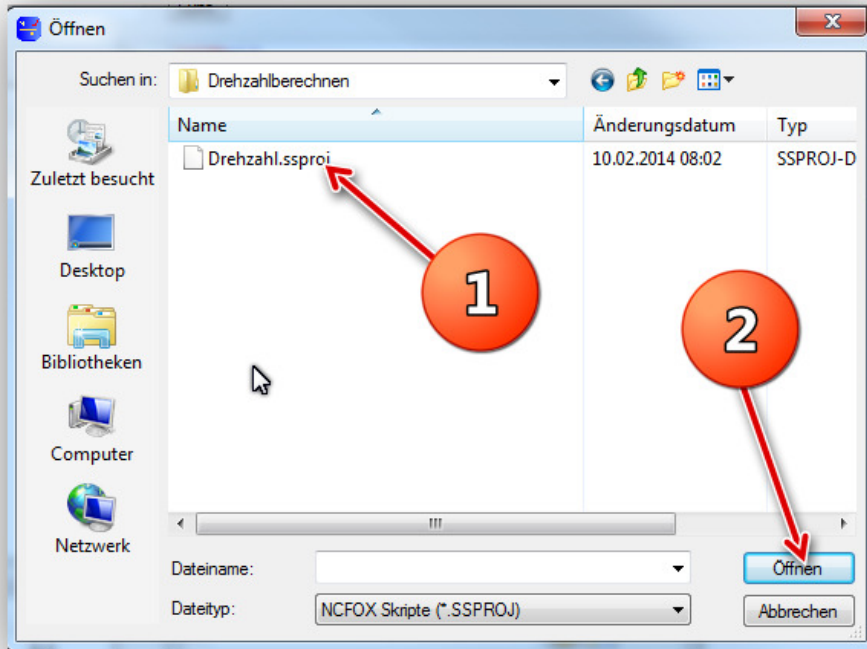 Öffnen
Suchen in: Drehzahlberechnen
Name Änderungsdatum Typ
Drehzahl.ssproj 10.02.2014 08:02 SSPROJ-D
Zuletzt besucht
Desktop
1
2
Bibliotheken
Computer
Netzwerk
Dateiname: Öffnen
Dateityp: NCFOX Skripte (*.SSPROJ) Abbrechen